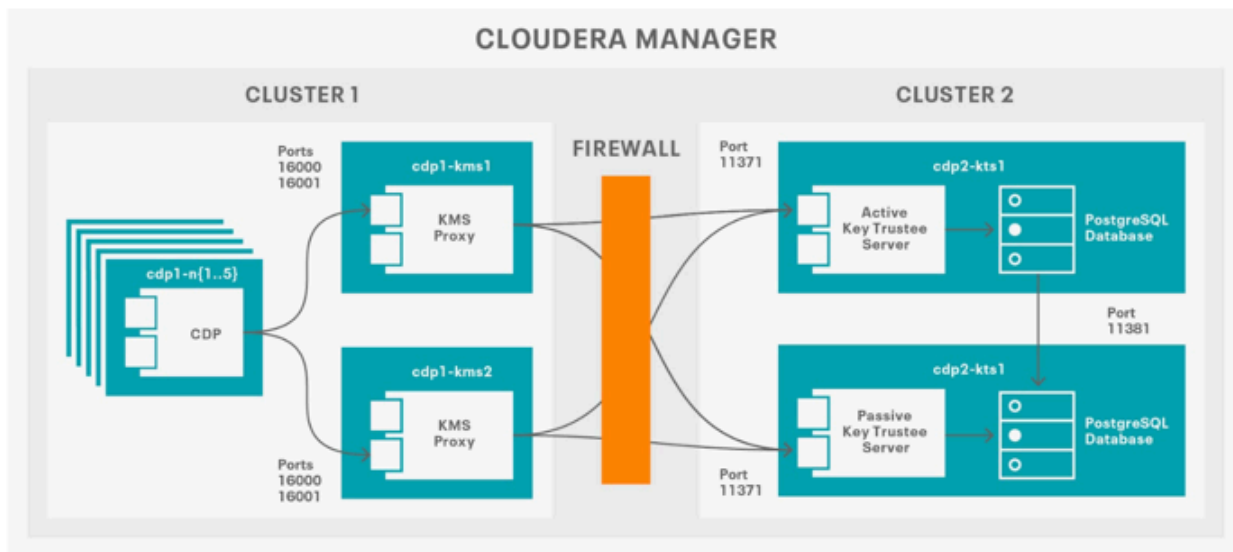 CLOUDERA MANAGER
CLUSTER 1
Ports
16000
16001
cdp1-kms1
KMS
Proxy
cdp1-n{1..5}
CDP
cdp1-kms2
KMS
Proxy
Ports
16000
16001
FIREWALL
CLUSTER 2
Port
11371
cdp2-kts1
Active
Key Trustee
Server
PostgreSQL
Database
Port
11381
cdp2-kts1
Passive
Key Trustee
Server
PostgreSQL
Database
Port
11371